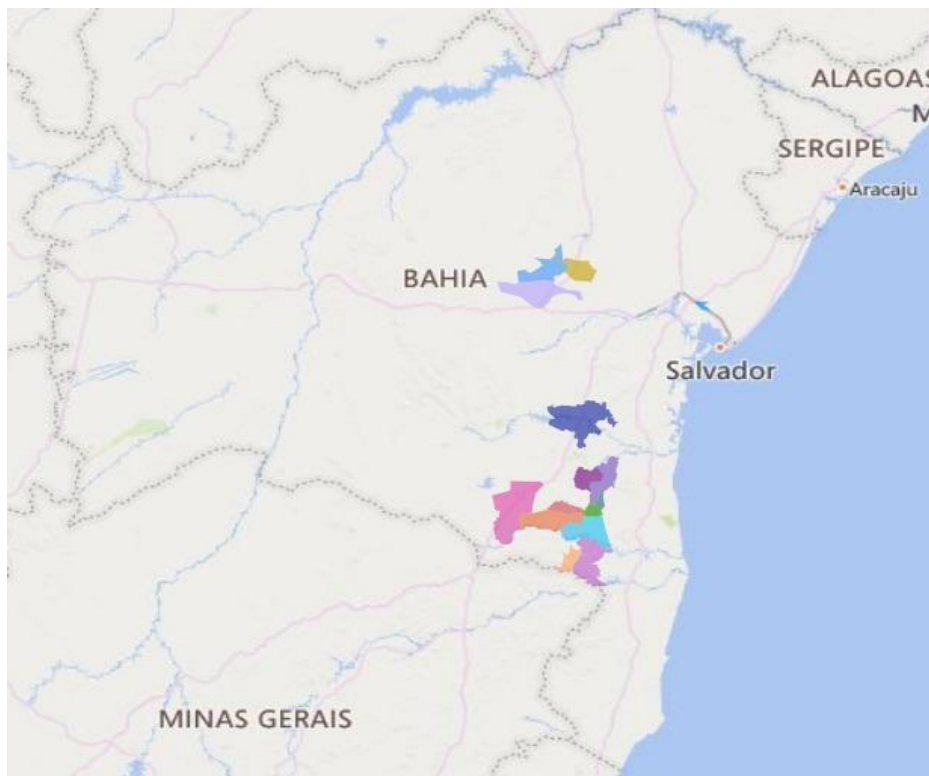 ALAGOAS
M
SERGIPE
Aracaju
BAHIA
Salvador
MINAS GERAIS